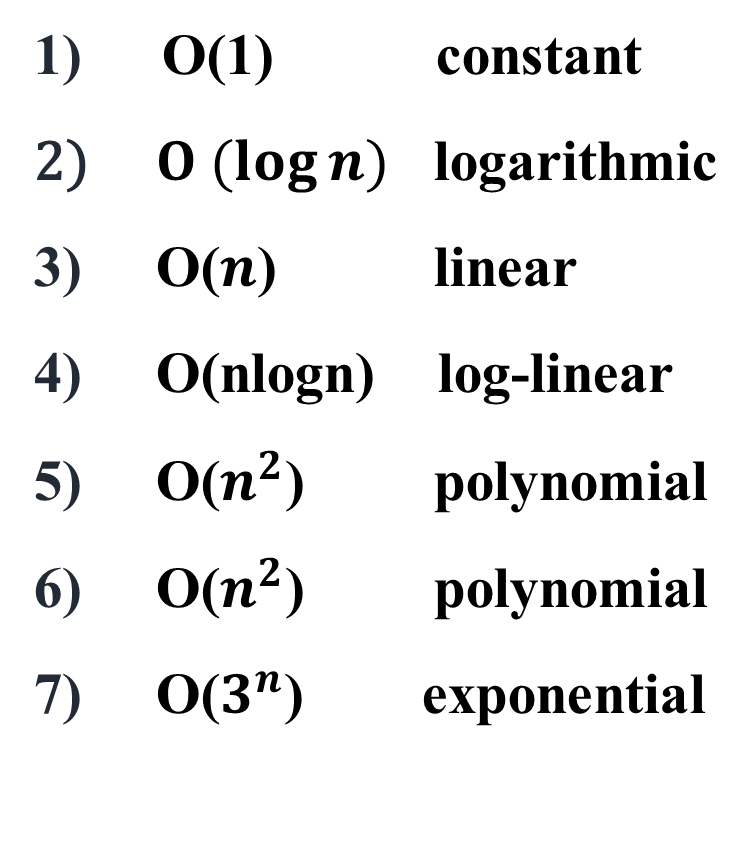 1) O(1) constant
2) O (log n) logarithmic
3) O(n) linear
4) O(nlogn) log-linear
5) O(n²) polynomial
6) O(n²) polynomial
7) O(3ⁿ) exponential